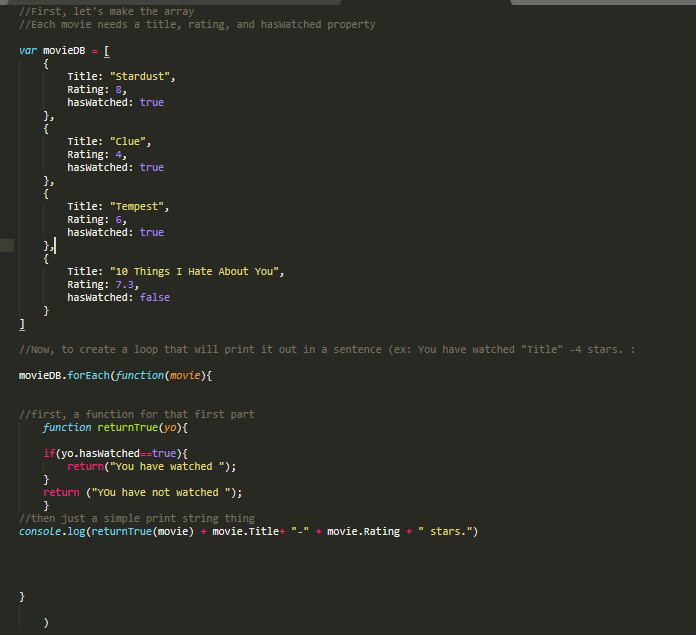 //First, let's make the array
//Each movie needs a title, rating, and hasWatched property
var movieDB = [
{
Title: "Stardust",
Rating: 8,
hasWatched: true
},
{
Title: "Clue",
Rating: 4,
hasWatched: true
},
{
Title: "Tempest",
Rating: 6,
hasWatched: true
},
{
Title: "10 Things I Hate About You",
Rating: 7.3,
hasWatched: false
}
]
//Now, to create a loop that will print it out in a sentence (ex: You have watched "Title" -4 stars. :
movieDB.forEach(function(movie){
//first, a function for that first part
function returnTrue(yo){
if(yo.hasWatched==true){
return("You have watched ");
}
return ("YOu have not watched ");
}
//then just a simple print string thing
console.log(returnTrue(movie) + movie.Title+ "-" + movie.Rating + " stars.")
}
)